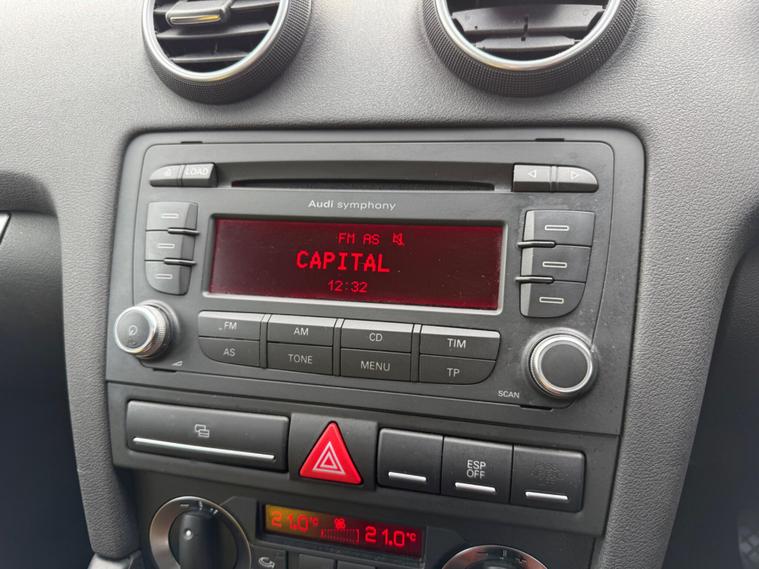 LOAD
Audi symphony
FM AS
CAPITAL
12:32
FM AM CD TIM
AS TONE MENU TP
SCAN
ESP
OFF
21.0°C 21.0°C